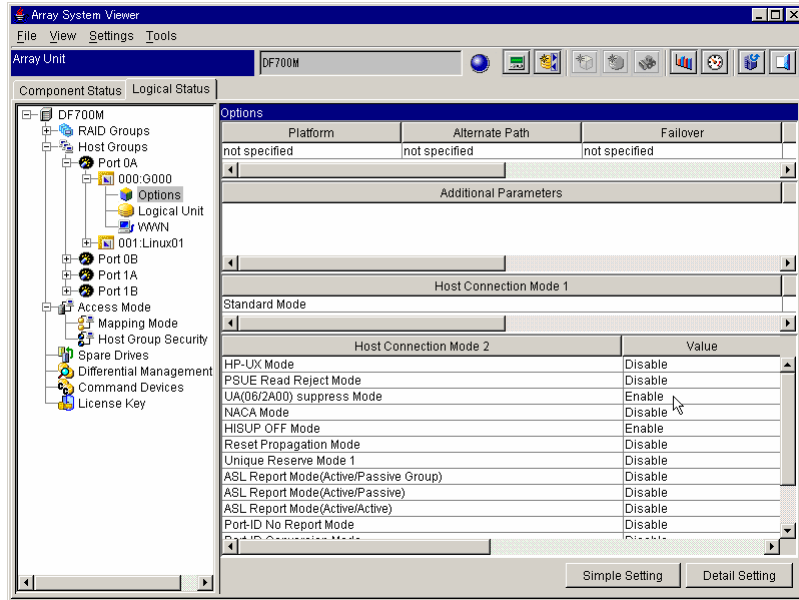 Array System Viewer
File View Settings Tools
Array Unit
DF700M
Component Status Logical Status
DF700M
RAID Groups
Host Groups
Port 0A
000:G000
Options
Logical Unit
WWN
001:Linux01
Port 0B
Port 1A
Port 1B
Access Mode
Mapping Mode
Host Group Security
Spare Drives
Differential Management
Command Devices
License Key
Options
Platform Alternate Path Failover
not specified not specified not specified
Additional Parameters
Host Connection Mode 1
Standard Mode
Host Connection Mode 2 Value
HP-UX Mode Disable
PSUE Read Reject Mode Disable
UA(06/2A00) suppress Mode Enable
NACA Mode Disable
HISUP OFF Mode Enable
Reset Propagation Mode Disable
Unique Reserve Mode 1 Disable
ASL Report Mode(Active/Passive Group) Disable
ASL Report Mode(Active/Passive) Disable
ASL Report Mode(Active/Active) Disable
Port-ID No Report Mode Disable
Port-ID Conversion Mode Disable
Simple Setting Detail Setting